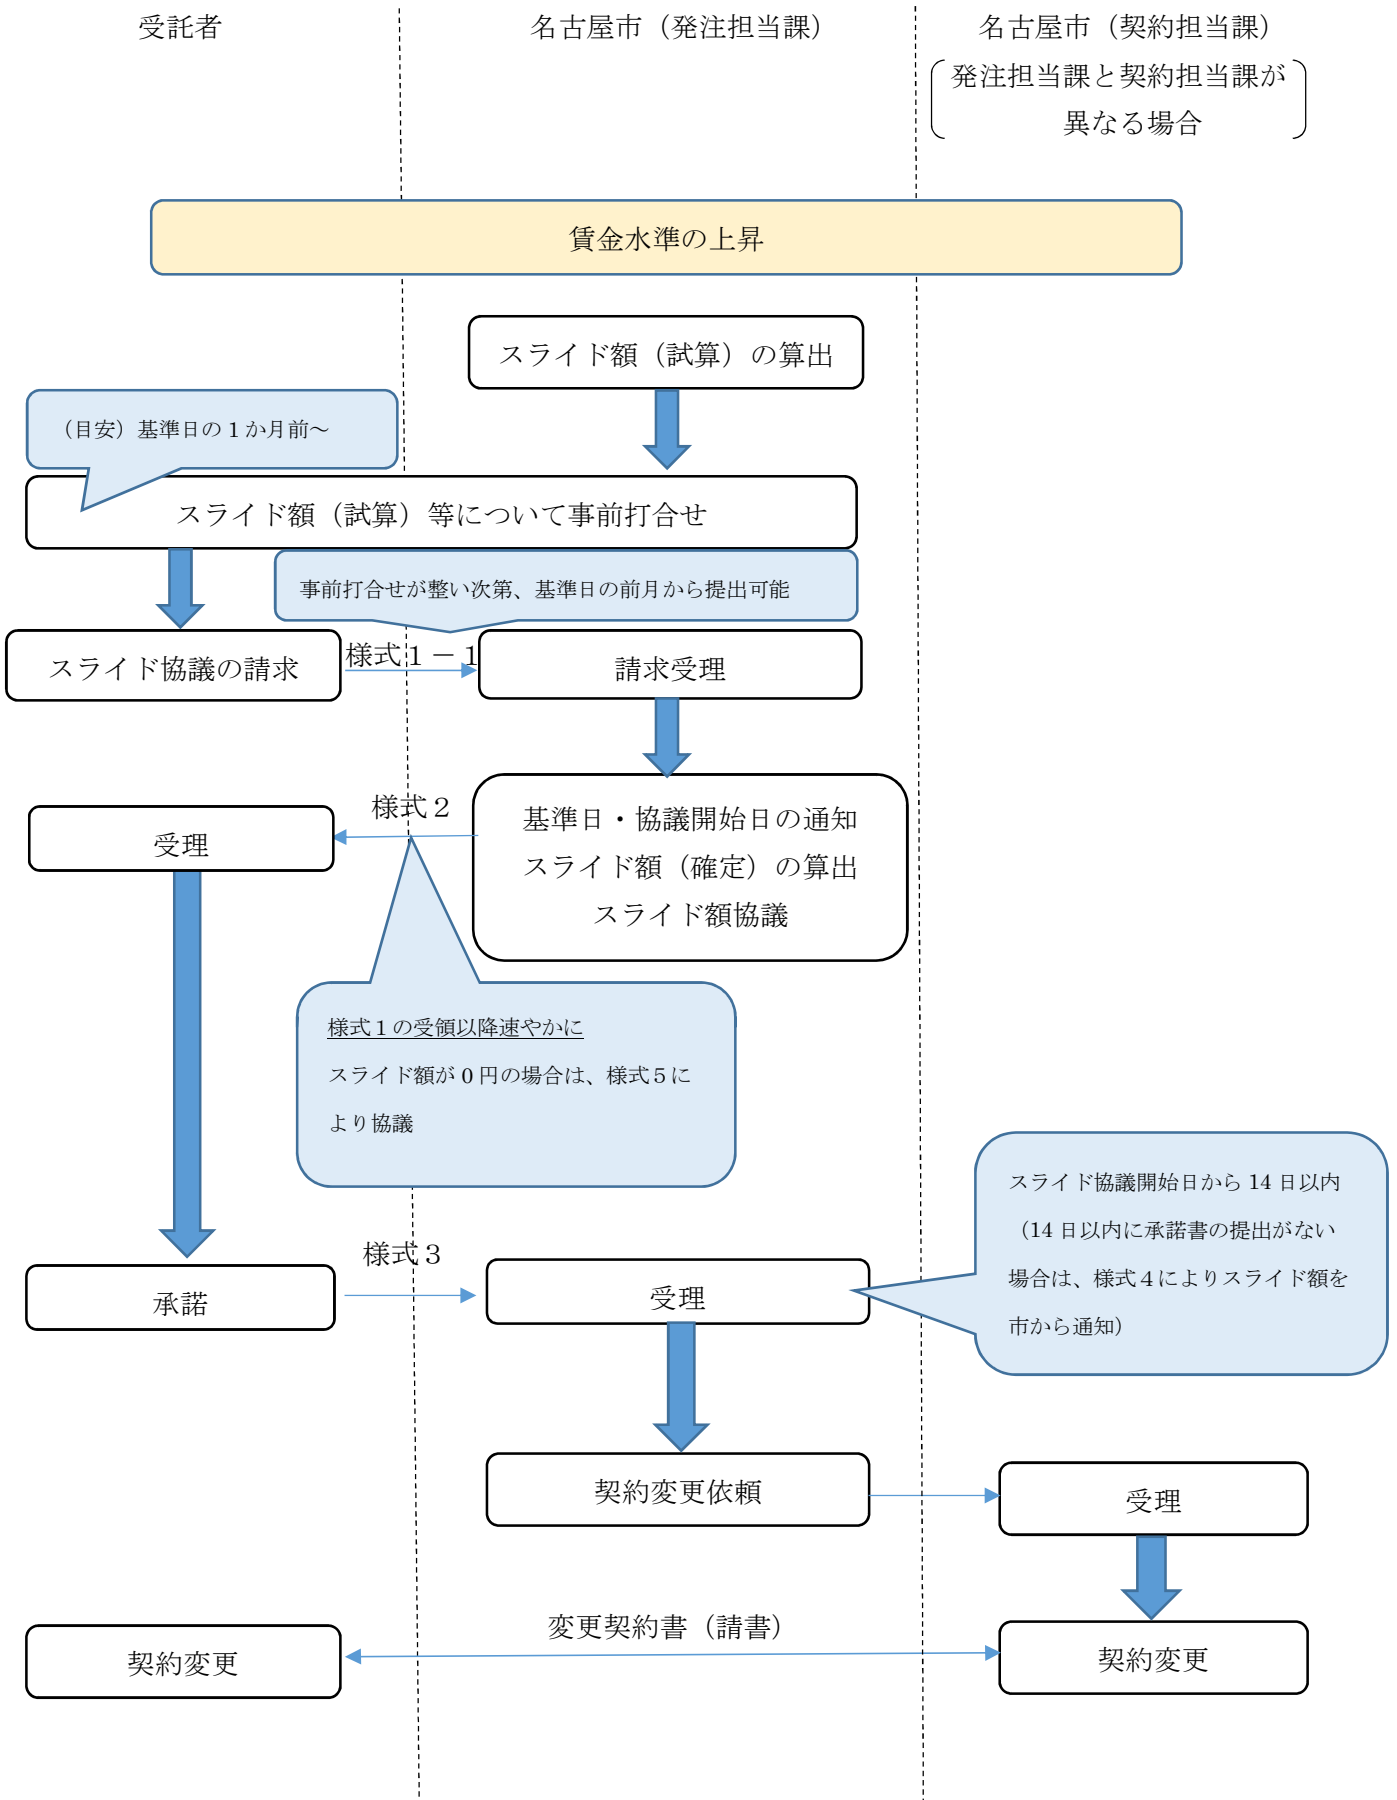 受託者
名古屋市（発注担当課）
名古屋市（契約担当課）
発注担当課と契約担当課が
異なる場合
賃金水準の上昇
スライド額（試算）の算出
（目安）基準日の１か月前～
スライド額（試算）等について事前打合せ
事前打合せが整い次第、基準日の前月から提出可能
スライド協議の請求
様式１－１
請求受理
様式２
受理
基準日・協議開始日の通知
スライド額（確定）の算出
スライド額協議
様式１の受領以降速やかに
スライド額が 0 円の場合は、様式５に
より協議
スライド協議開始日から 14 日以内
（14 日以内に承諾書の提出がない
場合は、様式４によりスライド額を
市から通知）
様式３
承諾
受理
契約変更依頼
受理
変更契約書（請書）
契約変更
契約変更